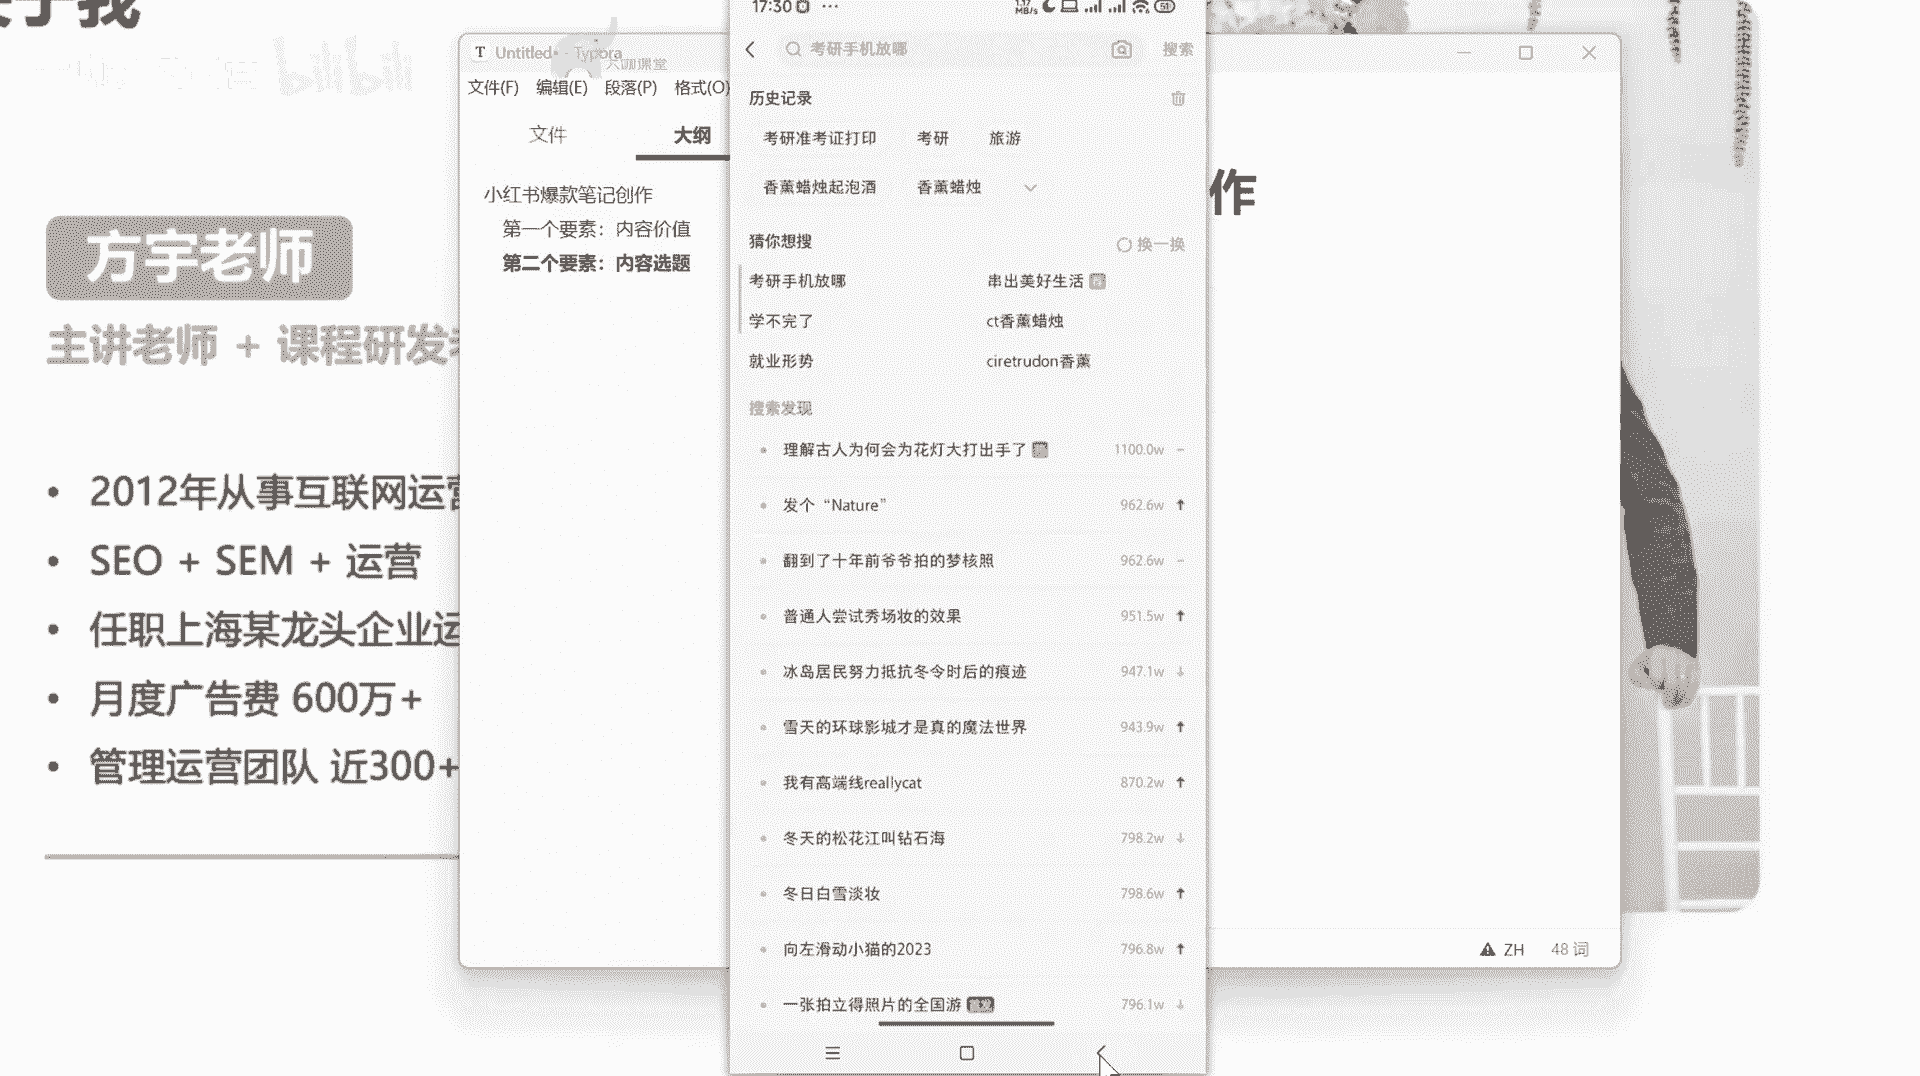 于我
bilibili
方宇老师
主讲老师 + 课程研发
• 2012年从事互联网运营
• SEO + SEM + 运营
• 任职上海某龙头企业运
• 月度广告费 600万+
• 管理运营团队 近300+
Untitled• - Typora
课堂
文件(F) 编辑(E) 段落(P) 格式(O)
文件 大纲
小红书爆款笔记创作
第一个要素：内容价值
第二个要素：内容选题
作
ZH 48 词
17:30
MB/s 51
考研手机放哪 搜索
历史记录
考研准考证打印 考研 旅游
香薰蜡烛起泡酒 香薰蜡烛
猜你想搜 换一换
考研手机放哪 串出美好生活
学不完了 ct香薰蜡烛
就业形势 ciretrudon香薰
搜索发现
理解古人为何会为花灯大打出手了 1100.0w
发个“Nature” 962.6w
翻到了十年前爷爷拍的梦核照 962.6w
普通人尝试秀场妆的效果 951.5w
冰岛居民努力抵抗冬令时后的痕迹 947.1w
雪天的环球影城才是真的魔法世界 943.9w
我有高端线reallycat 870.2w
冬天的松花江叫钻石海 798.2w
冬日白雪淡妆 798.6w
向左滑动小猫的2023 796.8w
一张拍立得照片的全国游 796.1w